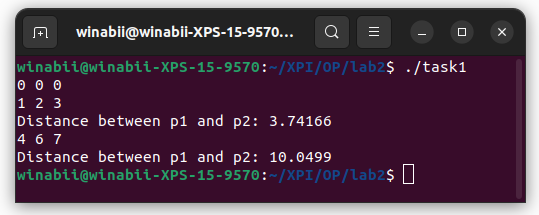 winabii@winabii-XPS-15-9570...
winabii@winabii-XPS-15-9570:~/XPI/OP/lab2$ ./task1
0 0 0
1 2 3
Distance between p1 and p2: 3.74166
4 6 7
Distance between p1 and p2: 10.0499
winabii@winabii-XPS-15-9570:~/XPI/OP/lab2$